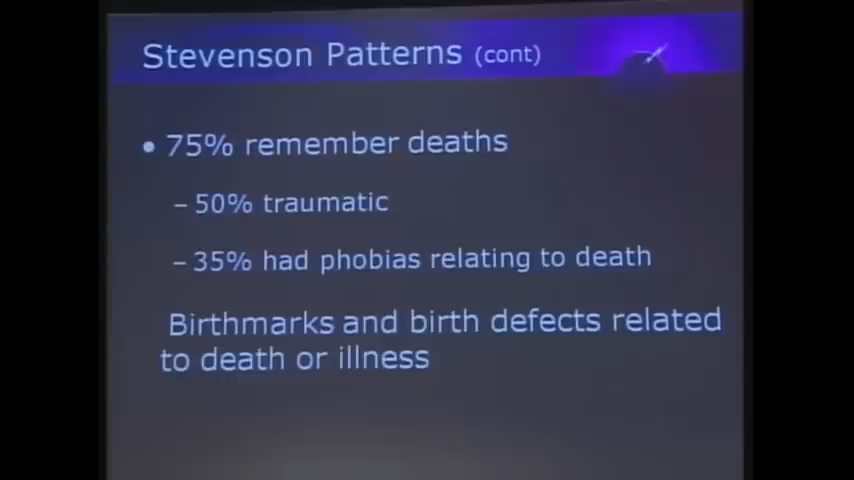 Stevenson Patterns (cont)
• 75% remember deaths
– 50% traumatic
– 35% had phobias relating to death
Birthmarks and birth defects related
to death or illness